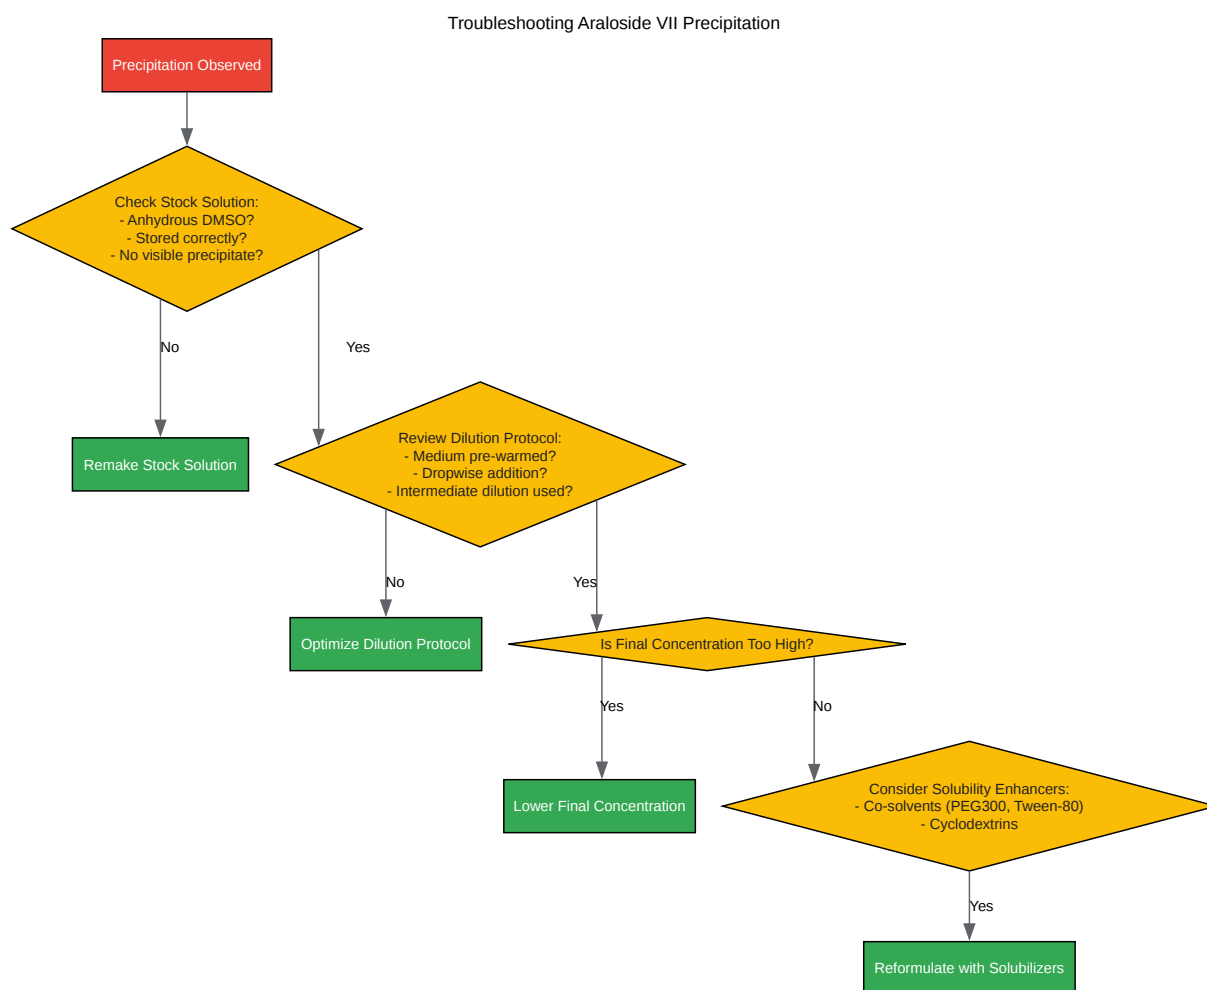 Troubleshooting Araloside VII Precipitation
Precipitation Observed
Check Stock Solution:
- Anhydrous DMSO?
- Stored correctly?
- No visible precipitate?
No
Yes
Remake Stock Solution
Review Dilution Protocol:
- Medium pre-warmed?
- Dropwise addition?
- Intermediate dilution used?
No
Yes
Optimize Dilution Protocol
Is Final Concentration Too High?
Yes
No
Lower Final Concentration
Consider Solubility Enhancers:
- Co-solvents (PEG300, Tween-80)
- Cyclodextrins
Yes
Reformulate with Solubilizers